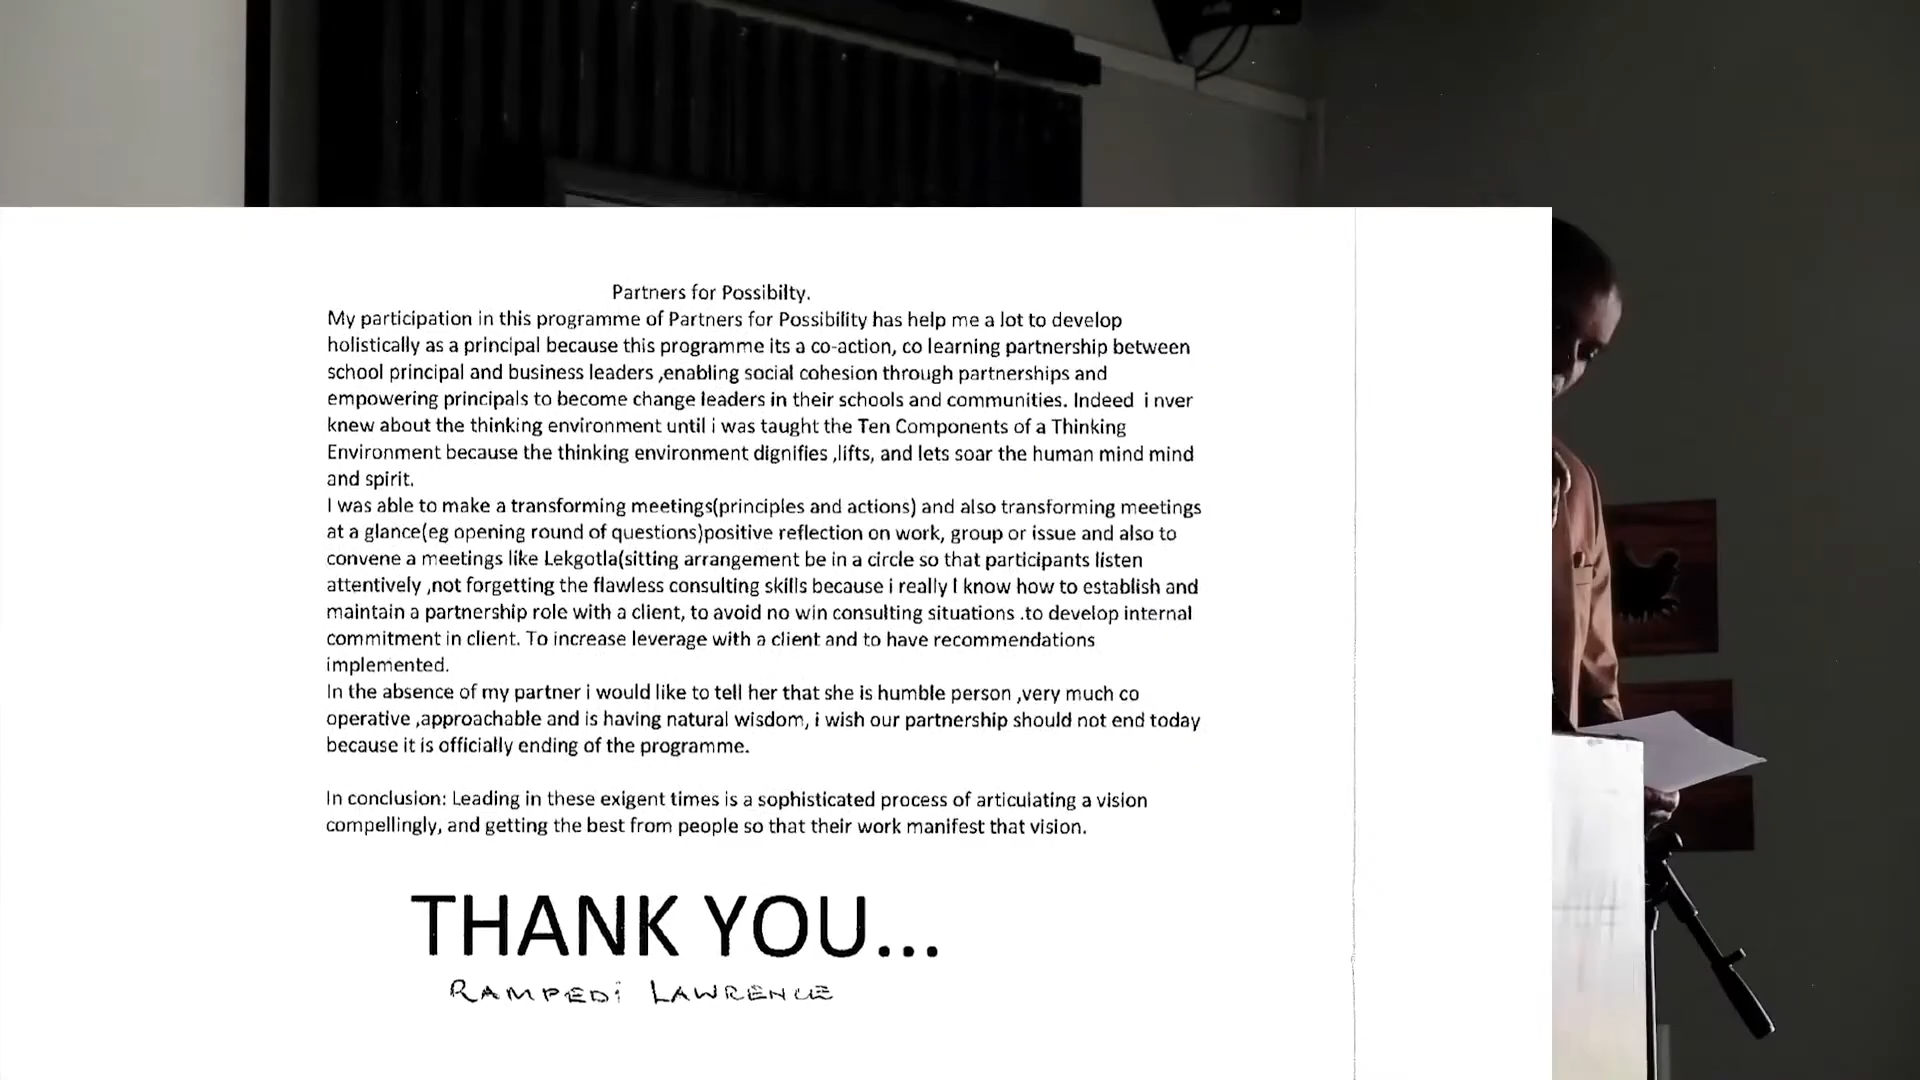 Partners for Possibilty.
My participation in this programme of Partners for Possibility has help me a lot to develop
holistically as a principal because this programme its a co-action, co learning partnership between
school principal and business leaders ,enabling social cohesion through partnerships and
empowering principals to become change leaders in their schools and communities. Indeed i nver
knew about the thinking environment until i was taught the Ten Components of a Thinking
Environment because the thinking environment dignifies ,lifts, and lets soar the human mind mind
and spirit.
I was able to make a transforming meetings(principles and actions) and also transforming meetings
at a glance(eg opening round of questions)positive reflection on work, group or issue and also to
convene a meetings like Lekgotla(sitting arrangement be in a circle so that participants listen
attentively ,not forgetting the flawless consulting skills because i really I know how to establish and
maintain a partnership role with a client, to avoid no win consulting situations .to develop internal
commitment in client. To increase leverage with a client and to have recommendations
implemented.
In the absence of my partner i would like to tell her that she is humble person ,very much co
operative ,approachable and is having natural wisdom, i wish our partnership should not end today
because it is officially ending of the programme.
In conclusion: Leading in these exigent times is a sophisticated process of articulating a vision
compellingly, and getting the best from people so that their work manifest that vision.
THANK YOU...
RAMPEDi LAWRENCE